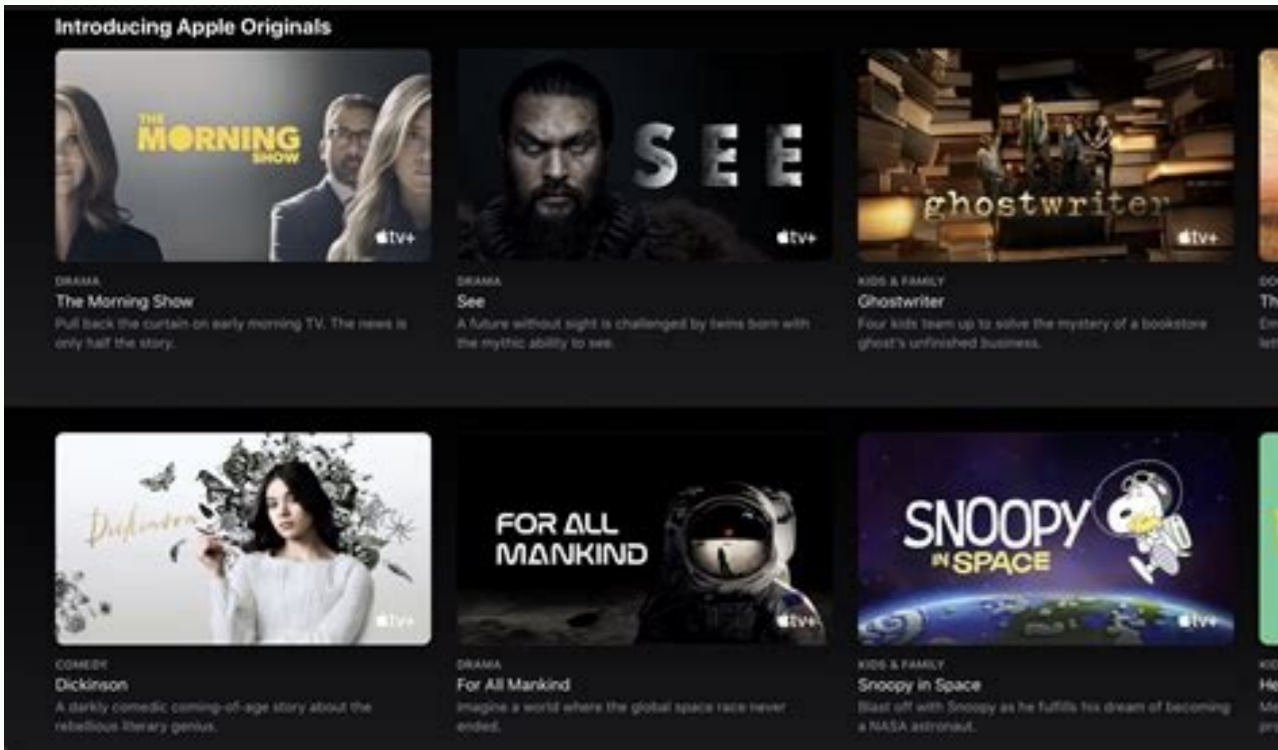 Introducing Apple Originals
THE
MORNING
SHOW
tv+
SEE
tv+
ghostwriter
tv+
DRAMA
The Morning Show
Pull back the curtain on early morning TV. The news is
only half the story.
DRAMA
See
A future without sight is challenged by twins born with
the mythic ability to see.
KIDS & FAMILY
Ghostwriter
Four kids team up to solve the mystery of a bookstore
ghost's unfinished business.
Th
Dickinson
tv+
FOR ALL
MANKIND
tv+
SNOOPY
IN SPACE
tv+
COMEDY
Dickinson
A darkly comedic coming-of-age story about the
rebellious literary genius.
DRAMA
For All Mankind
Imagine a world where the global space race never
ended.
KIDS & FAMILY
Snoopy in Space
Blast off with Snoopy as he fulfills his dream of becoming
a NASA astronaut.
He